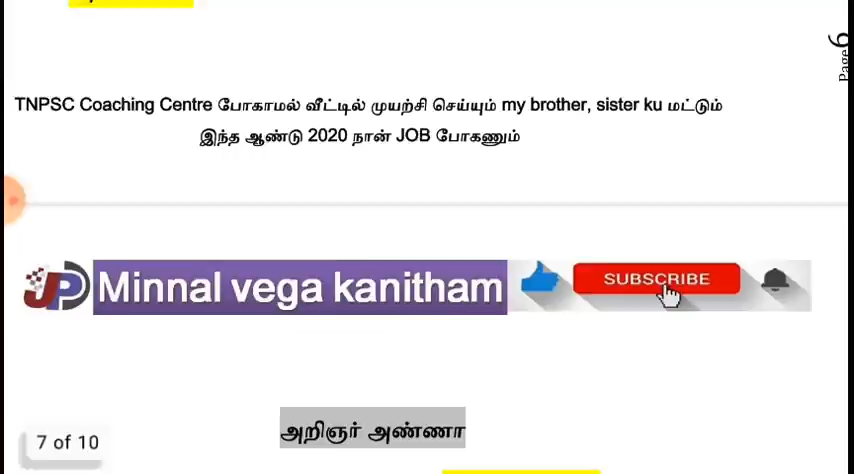 Page 6
TNPSC Coaching Centre போகாமல் வீட்டில் முயற்சி செய்யும் my brother, sister ku மட்டும்
இந்த ஆண்டு 2020 நான் JOB போகணும்
JP Minnal vega kanitham SUBSCRIBE
அறிஞர் அண்ணா
7 of 10